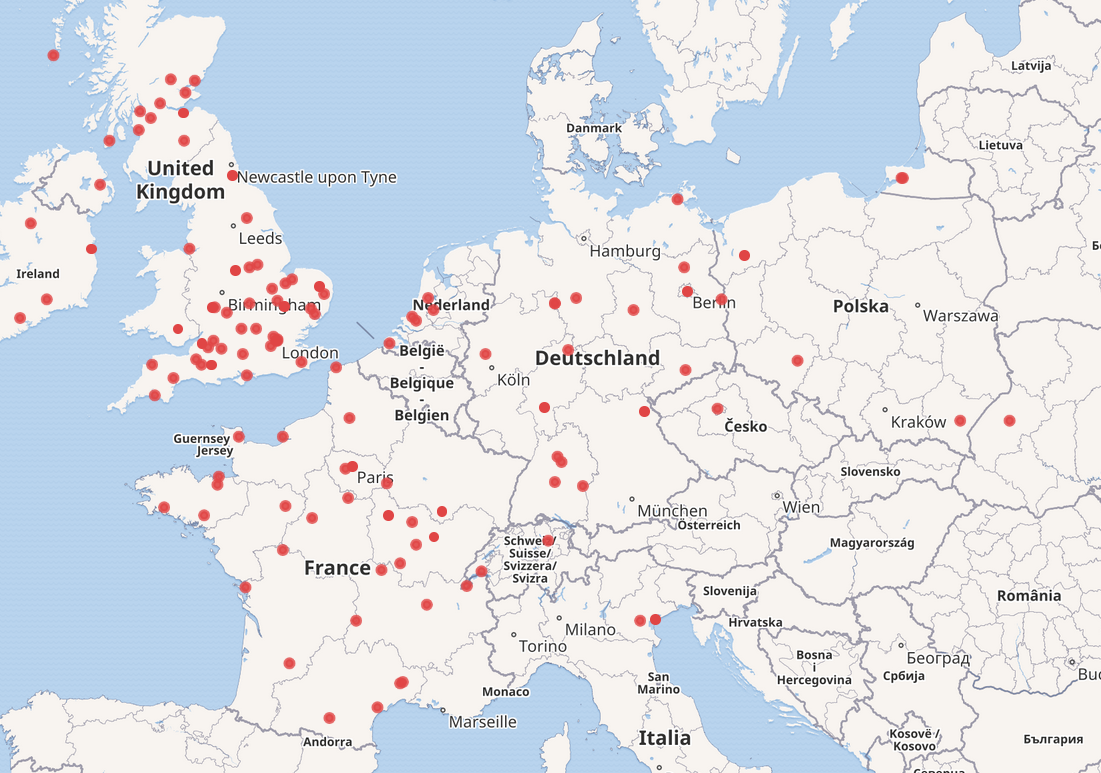 Latvija
Danmark
Lietuva
United
Kingdom
Newcastle upon Tyne
Leeds
Hamburg
Ireland
Birmingham
Nederland
Berlin
Polska
Warszawa
London
België
-
Belgique
-
Belgien
Deutschland
Köln
Kraków
Česko
Guernsey
Jersey
Paris
Slovensko
München
Wien
Österreich
Schweiz/
Suisse/
Svizzera/
Svizra
Magyarország
France
Slovenija
România
Milano
Hrvatska
Torino
Bosna
i
Hercegovina
Београд
Србија
San
Marino
Monaco
Marseille
Andorra
Italia
Kosovë /
Kosovo
България